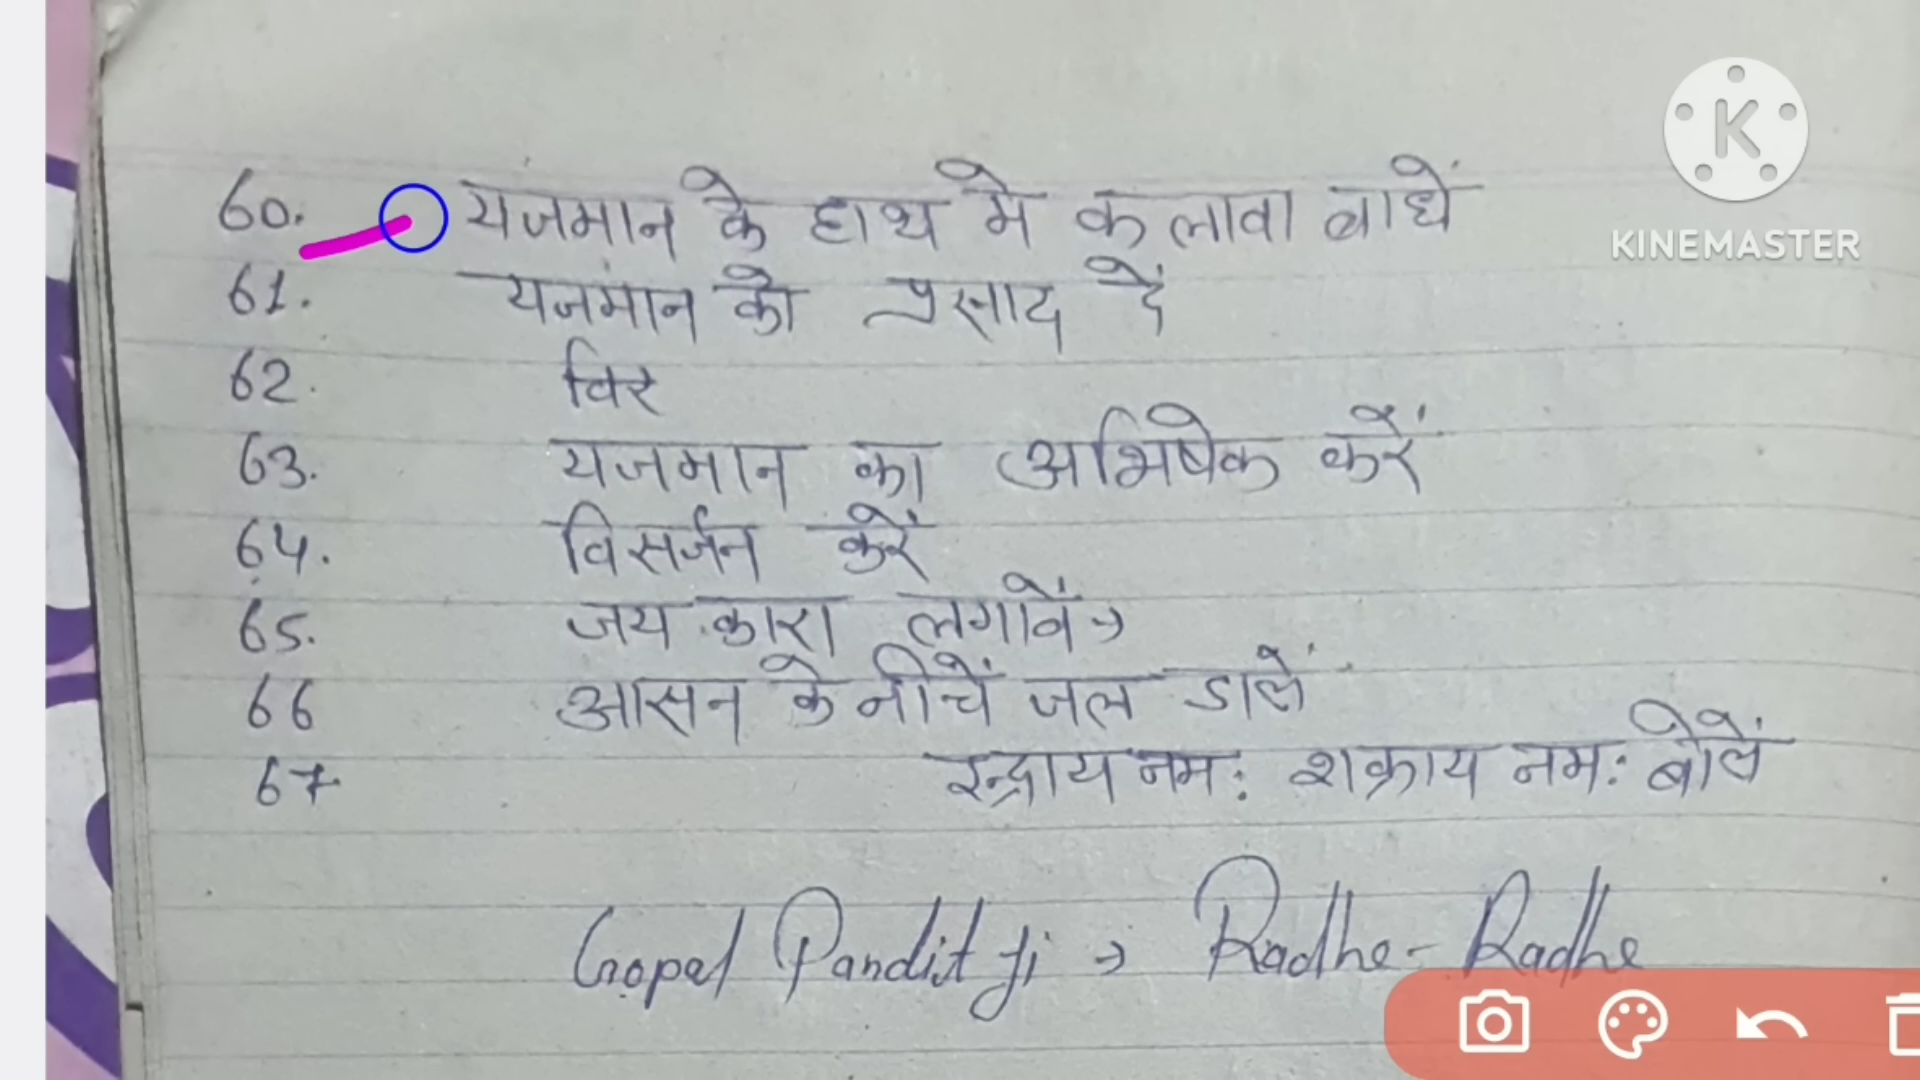 60. यजमान के हाथ मे कलावा बाधें
KINEMASTER
61. यजमान को प्रसाद दें
62. विर
63. यजमान का अभिषेक करें
64. विसर्जन करें
65. जय कारा लगावें →
66 आसन के नीचें जल डालें
67 इन्द्राय नमः शक्राय नमः बोलें
Gopal Pandit Ji → Radhe - Radhe